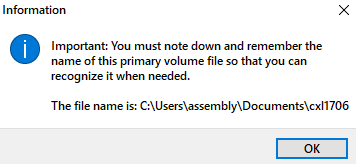 Information
Important: You must note down and remember the
name of this primary volume file so that you can
recognize it when needed.
The file name is: C:\Users\assembly\Documents\cxl1706
OK